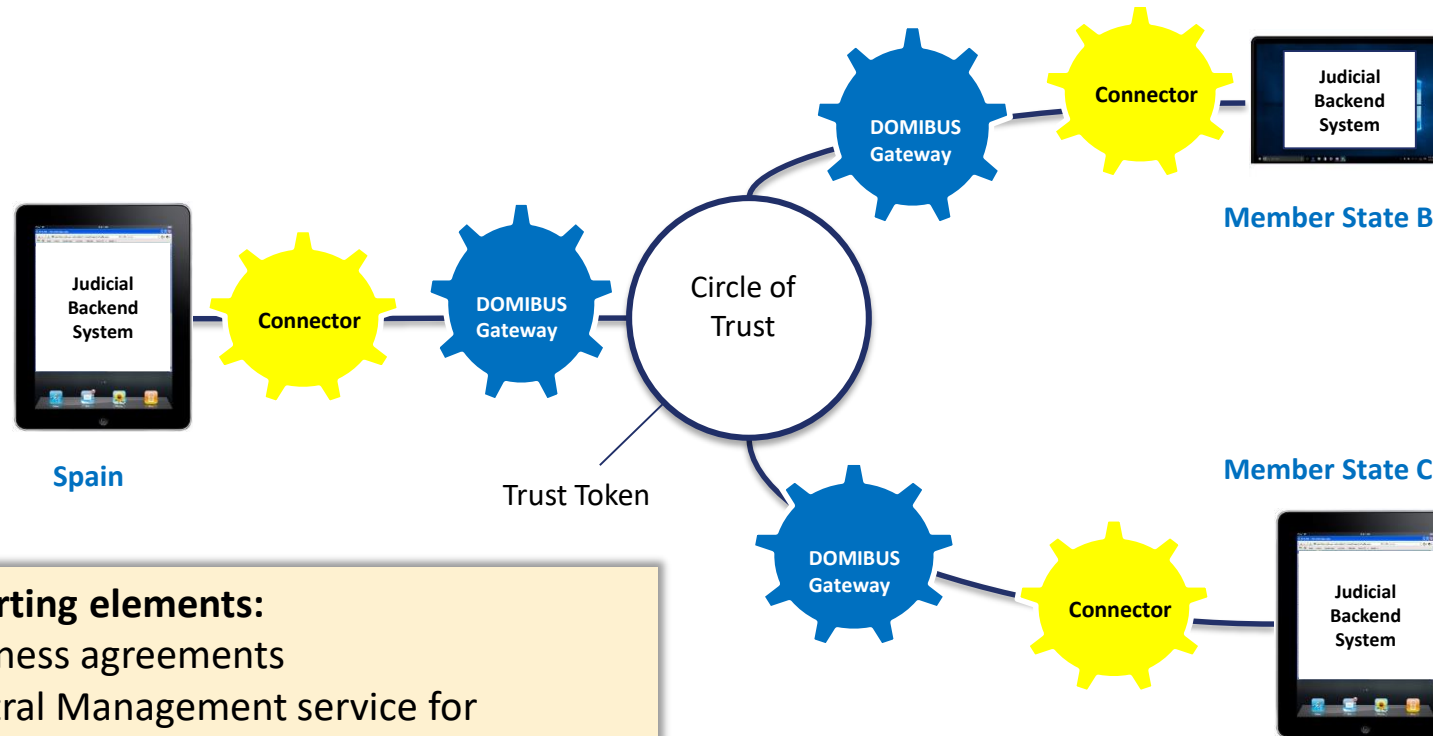 Connector
DOMIBUS
Gateway
Judicial
Backend
System
Member State B
Judicial
Backend
System
Connector
DOMIBUS
Gateway
Circle of
Trust
Spain
Trust Token
Member State C
DOMIBUS
Gateway
Connector
Judicial
Backend
System
rting elements:
ness agreements
tral Management service for